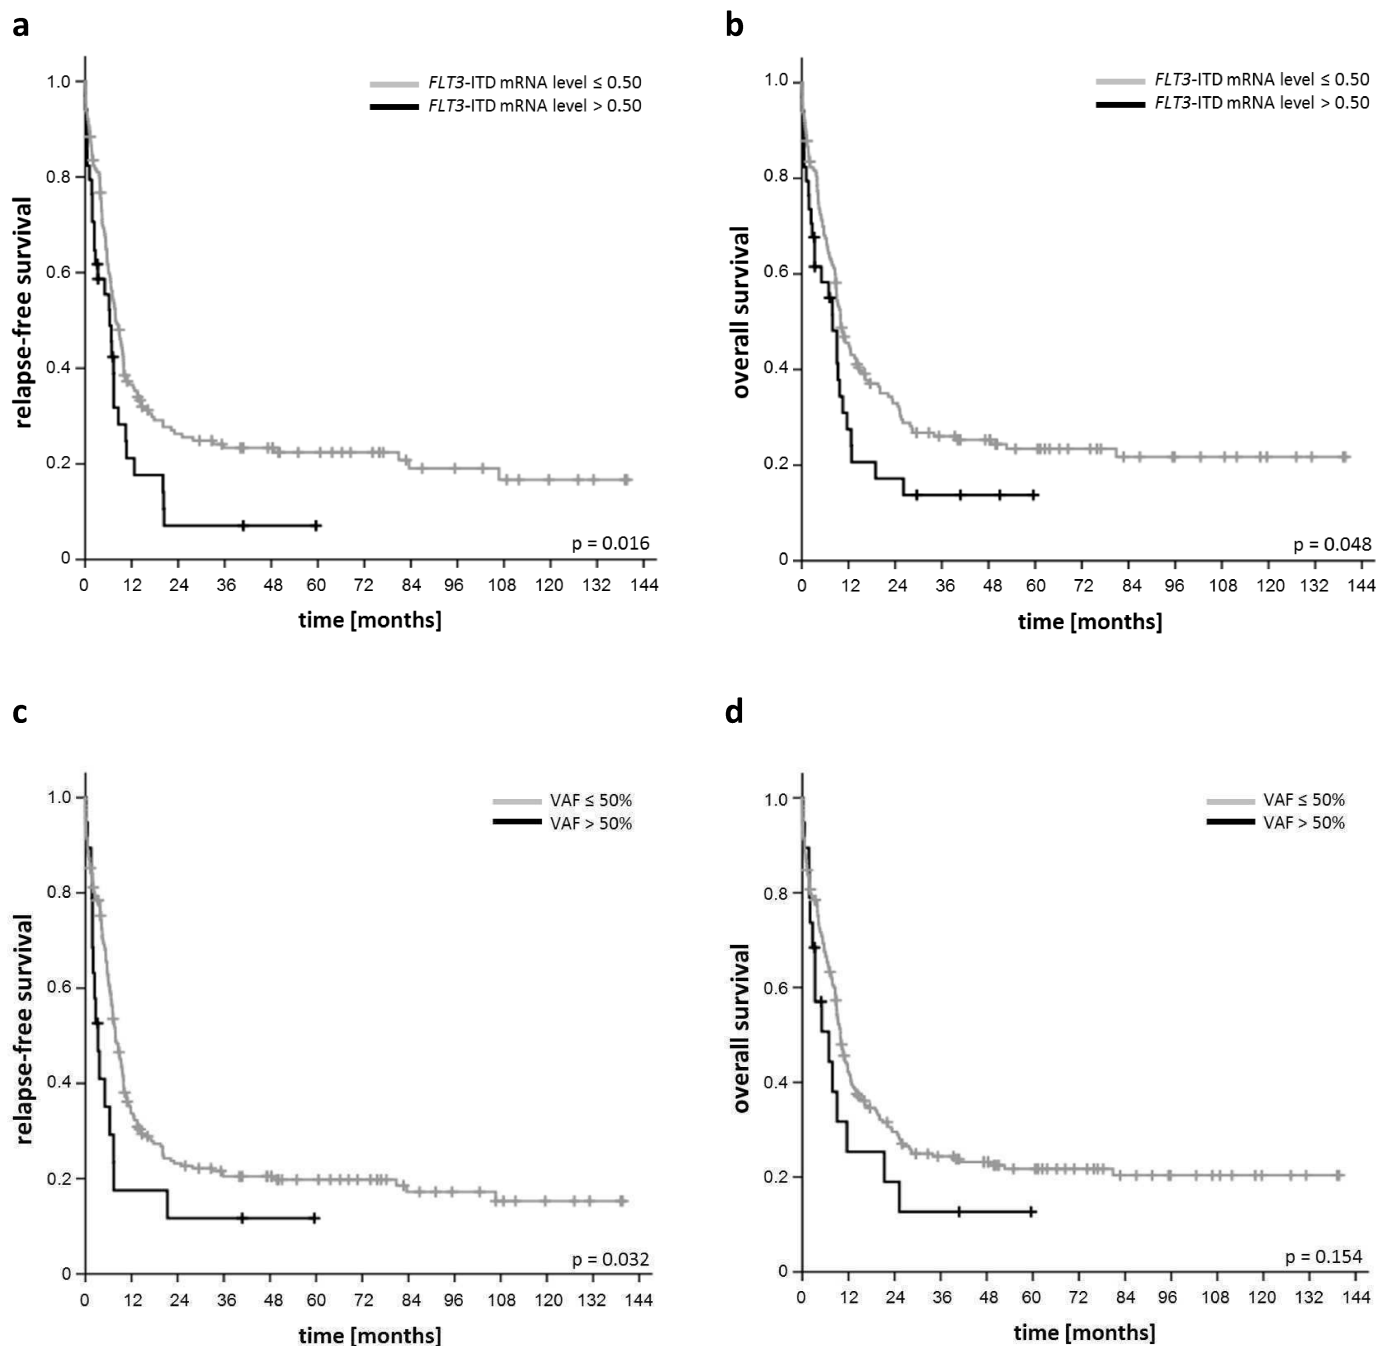 a
FLT3-ITD mRNA level ≤ 0.50
FLT3-ITD mRNA level > 0.50
relapse-free survival
1.0
0.8
0.6
0.4
0.2
0
p = 0.016
0 12 24 36 48 60 72 84 96 108 120 132 144
time [months]
b
FLT3-ITD mRNA level ≤ 0.50
FLT3-ITD mRNA level > 0.50
overall survival
1.0
0.8
0.6
0.4
0.2
0
p = 0.048
0 12 24 36 48 60 72 84 96 108 120 132 144
time [months]
c
VAF ≤ 50%
VAF > 50%
relapse-free survival
1.0
0.8
0.6
0.4
0.2
0
p = 0.032
0 12 24 36 48 60 72 84 96 108 120 132 144
time [months]
d
VAF ≤ 50%
VAF > 50%
overall survival
1.0
0.8
0.6
0.4
0.2
0
p = 0.154
0 12 24 36 48 60 72 84 96 108 120 132 144
time [months]